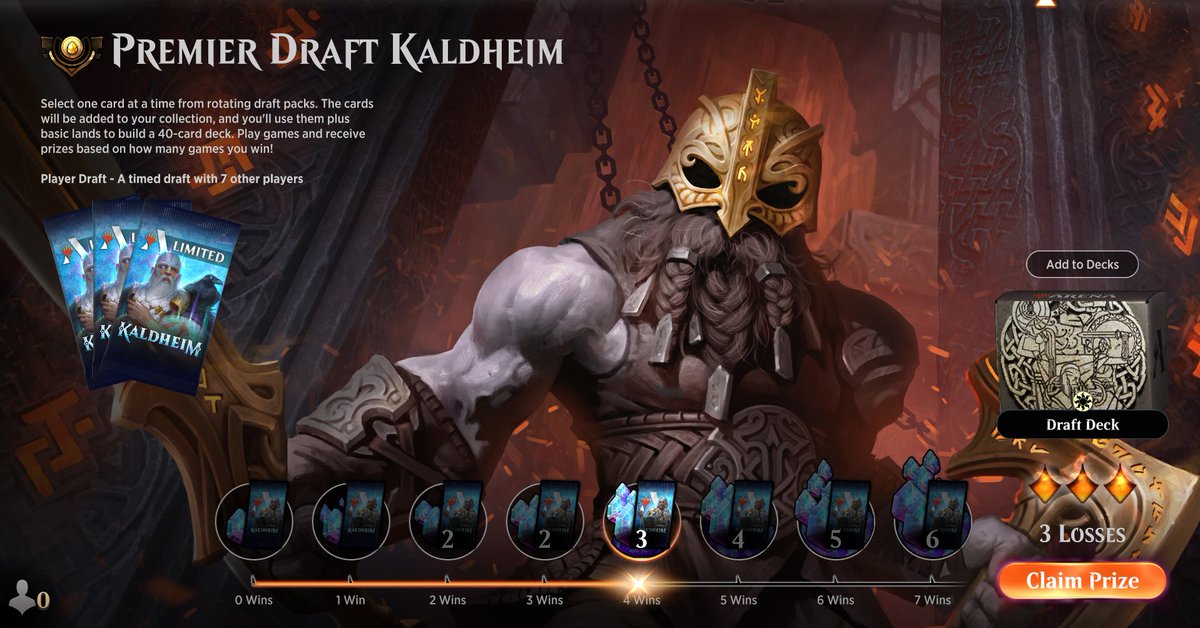 PREMIER DRAFT KALDHEIM
Select one card at a time from rotating draft packs. The cards
will be added to your collection, and you'll use them plus
basic lands to build a 40-card deck. Play games and receive
prizes based on how many games you win!
Player Draft - A timed draft with 7 other players
LIMITED
KALDHEIM
Add to Decks
ARENA
Draft Deck
2
2
3
4
5
6
3 LOSSES
0 Wins
1 Win
2 Wins
3 Wins
4 Wins
5 Wins
6 Wins
7 Wins
Claim Prize
0